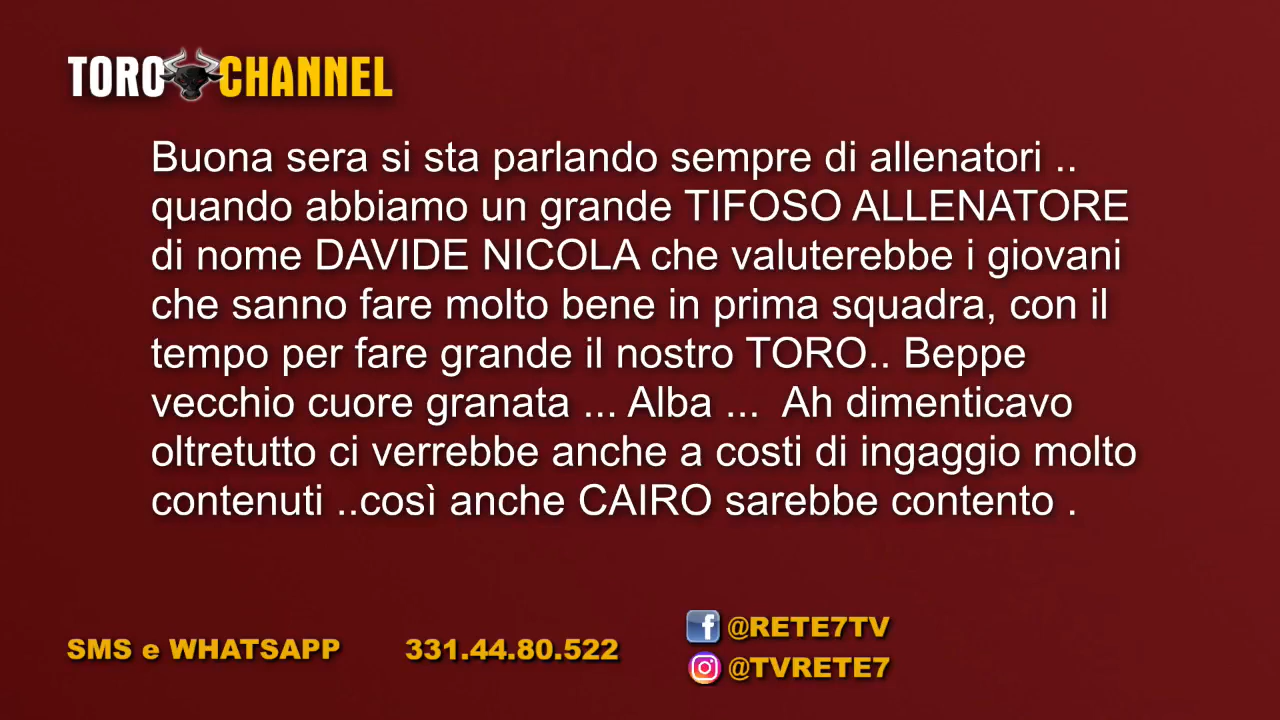 TORO CHANNEL
Buona sera si sta parlando sempre di allenatori ..
quando abbiamo un grande TIFOSO ALLENATORE
di nome DAVIDE NICOLA che valuterebbe i giovani
che sanno fare molto bene in prima squadra, con il
tempo per fare grande il nostro TORO.. Beppe
vecchio cuore granata ... Alba ...  Ah dimenticavo
oltretutto ci verrebbe anche a costi di ingaggio molto
contenuti ..così anche CAIRO sarebbe contento .
SMS e WHATSAPP 331.44.80.522
f @RETE7TV
@TVRETE7